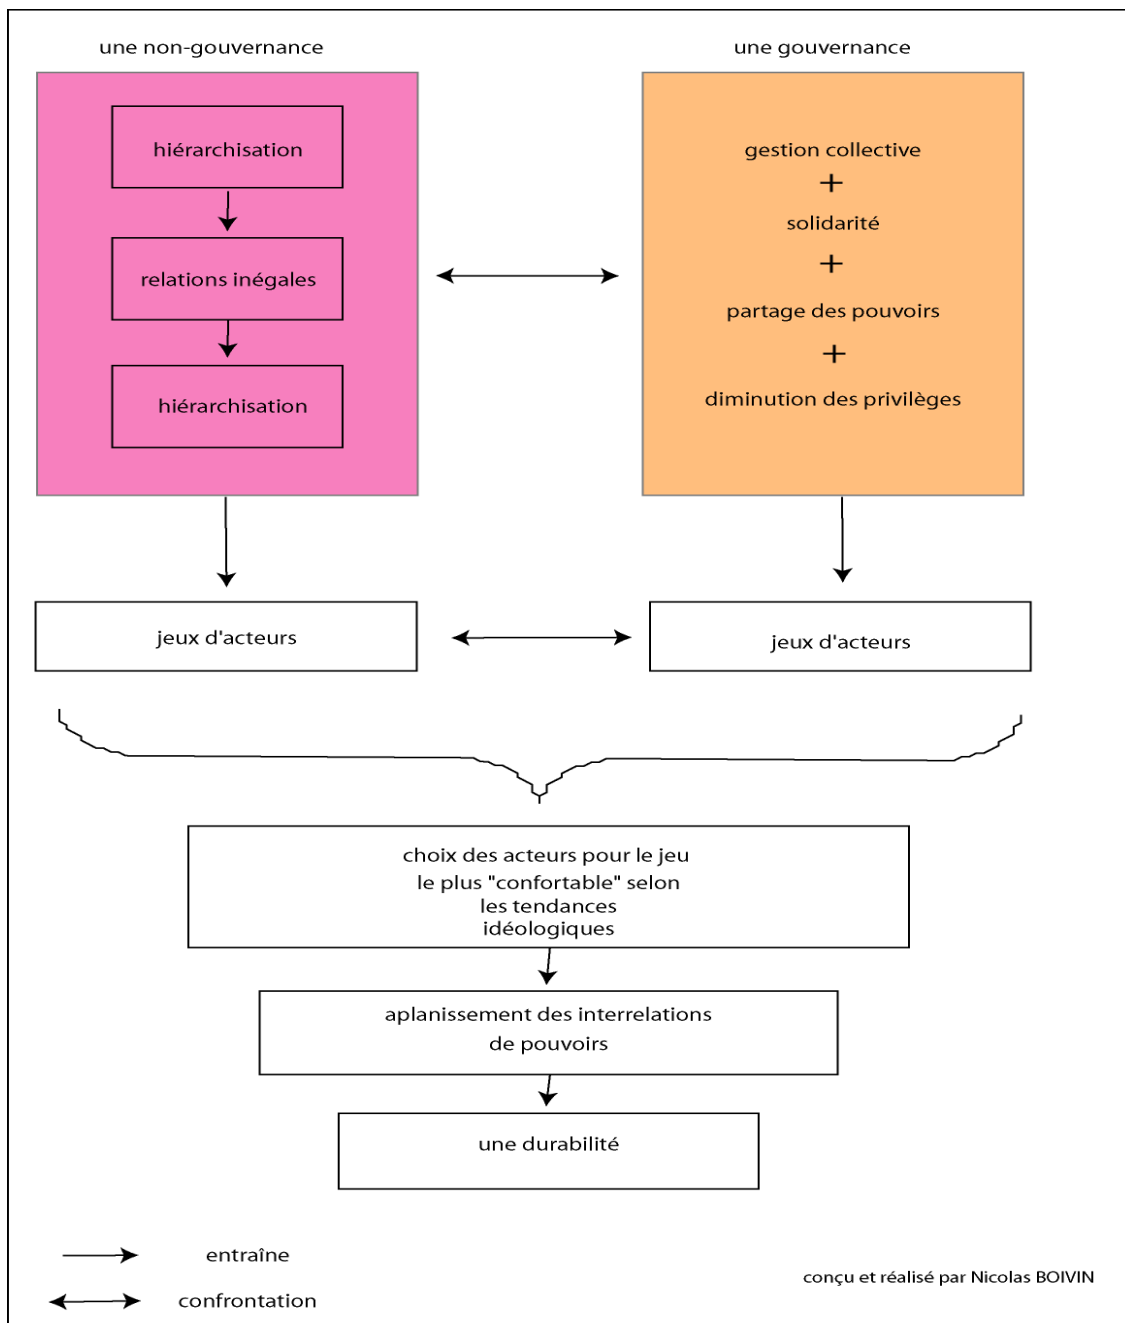 une non-gouvernance
une gouvernance
hiérarchisation
relations inégales
hiérarchisation
gestion collective
+
solidarité
+
partage des pouvoirs
+
diminution des privilèges
jeux d'acteurs
jeux d'acteurs
choix des acteurs pour le jeu
le plus "confortable" selon
les tendances
idéologiques
aplanissement des interrelations
de pouvoirs
une durabilité
entraîne
confrontation
conçu et réalisé par Nicolas BOIVIN